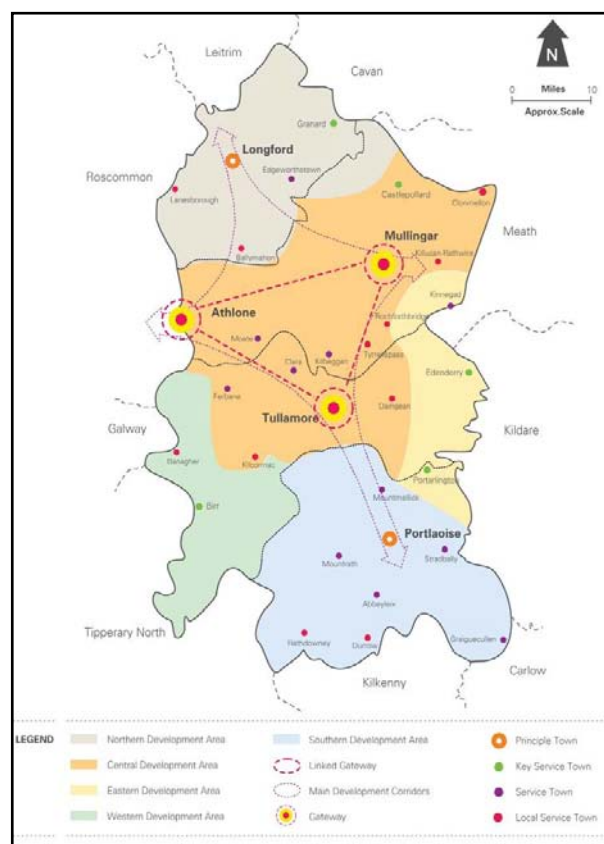 Leitrim
Cavan
N
0 Miles 10
Approx.Scale
Granard
Longford
Edgeworthstown
Roscommon
Lanesborough
Castlepollard
Clonmellon
Meath
Mullingar
Ballymahon
Killucan-Rathwire
Kinnegad
Athlone
Rochfortbridge
Moate
Tyrrellspass
Clara
Kilbeggan
Edenderry
Ferbane
Tullamore
Daingean
Kildare
Galway
Banagher
Kilcormac
Portarlington
Birr
Mountmellick
Portlaoise
Stradbally
Mountrath
Abbeyleix
Tipperary North
Rathdowney
Durrow
Graiguecullen
Carlow
Kilkenny
LEGEND
Northern Development Area
Southern Development Area
Principle Town
Central Development Area
Linked Gateway
Key Service Town
Eastern Development Area
Main Development Corridors
Service Town
Western Development Area
Gateway
Local Service Town